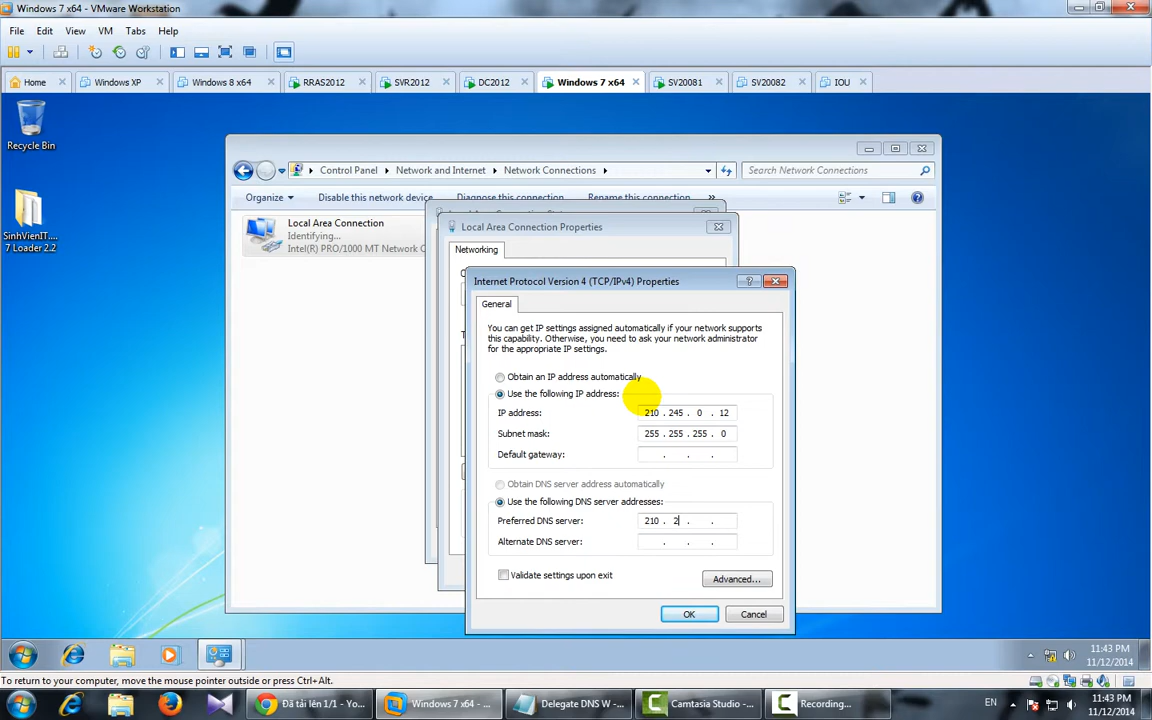 Windows 7 x64 - VMware Workstation
File Edit View VM Tabs Help
Home Windows XP Windows 8 x64 RRAS2012 SVR2012 DC2012 Windows 7 x64 SV20081 SV20082 IOU
Recycle Bin
SinhVienIT....
7 Loader 2.2
Control Panel Network and Internet Network Connections
Search Network Connections
Organize Disable this network device Diagnose this connection Rename this connection »
Local Area Connection
Identifying...
Intel(R) PRO/1000 MT Network C
Local Area Connection Properties
Networking
Internet Protocol Version 4 (TCP/IPv4) Properties
General
You can get IP settings assigned automatically if your network supports
this capability. Otherwise, you need to ask your network administrator
for the appropriate IP settings.
Obtain an IP address automatically
Use the following IP address:
IP address: 210 . 245 . 0 . 12
Subnet mask: 255 . 255 . 255 . 0
Default gateway: . . .
Obtain DNS server address automatically
Use the following DNS server addresses:
Preferred DNS server: 210 . 2 . .
Alternate DNS server: . . .
Validate settings upon exit
Advanced...
OK Cancel
11:43 PM
11/12/2014
To return to your computer, move the mouse pointer outside or press Ctrl+Alt.
Đã tải lên 1/1 - Yo... Windows 7 x64 - ... Delegate DNS W -... Camtasia Studio -... Recording...
EN
11:43 PM
11/12/2014